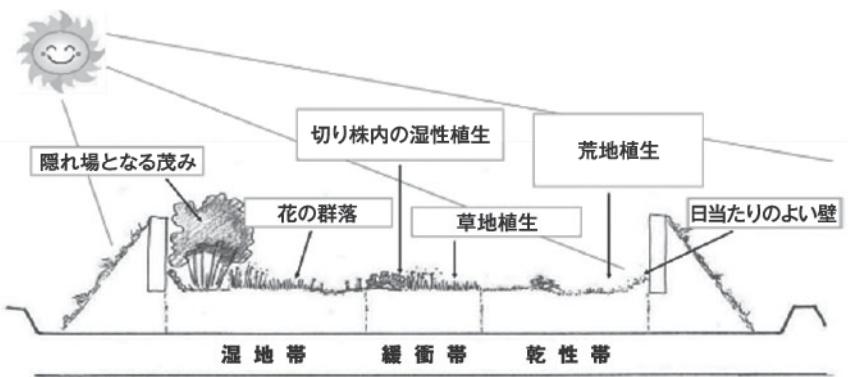 切り株内の湿性植生
荒地植生
隠れ場となる茂み
花の群落
草地植生
日当たりのよい壁
湿地帯
緩衝帯
乾性帯